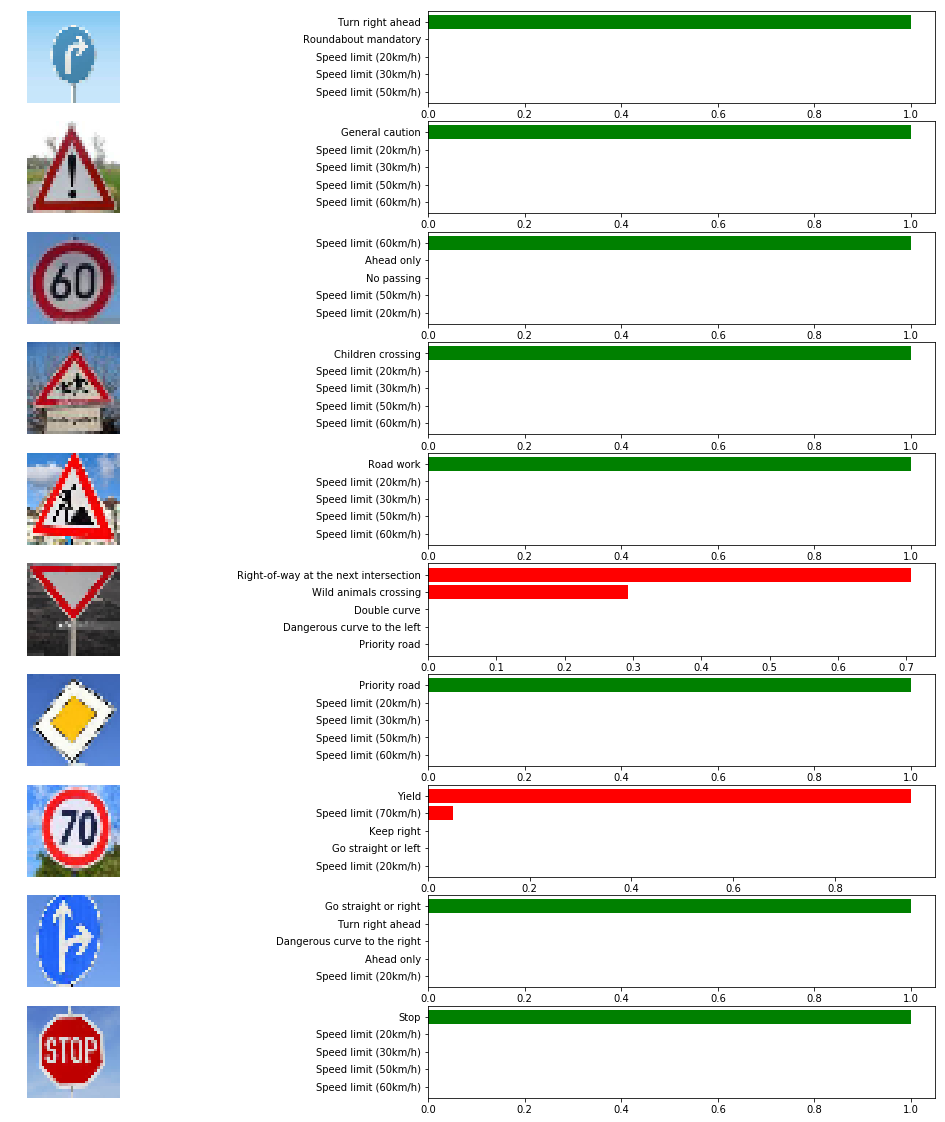 Turn right ahead
Roundabout mandatory
Speed limit (20km/h)
Speed limit (30km/h)
Speed limit (50km/h)
0.0 0.2 0.4 0.6 0.8 1.0
General caution
Speed limit (20km/h)
Speed limit (30km/h)
Speed limit (50km/h)
Speed limit (60km/h)
0.0 0.2 0.4 0.6 0.8 1.0
60
Speed limit (60km/h)
Ahead only
No passing
Speed limit (50km/h)
Speed limit (20km/h)
0.0 0.2 0.4 0.6 0.8 1.0
Children crossing
Speed limit (20km/h)
Speed limit (30km/h)
Speed limit (50km/h)
Speed limit (60km/h)
0.0 0.2 0.4 0.6 0.8 1.0
Road work
Speed limit (20km/h)
Speed limit (30km/h)
Speed limit (50km/h)
Speed limit (60km/h)
0.0 0.2 0.4 0.6 0.8 1.0
Right-of-way at the next intersection
Wild animals crossing
Double curve
Dangerous curve to the left
Priority road
0.0 0.1 0.2 0.3 0.4 0.5 0.6 0.7
Priority road
Speed limit (20km/h)
Speed limit (30km/h)
Speed limit (50km/h)
Speed limit (60km/h)
0.0 0.2 0.4 0.6 0.8 1.0
70
Yield
Speed limit (70km/h)
Keep right
Go straight or left
Speed limit (20km/h)
0.0 0.2 0.4 0.6 0.8
Go straight or right
Turn right ahead
Dangerous curve to the right
Ahead only
Speed limit (20km/h)
0.0 0.2 0.4 0.6 0.8 1.0
STOP
Stop
Speed limit (20km/h)
Speed limit (30km/h)
Speed limit (50km/h)
Speed limit (60km/h)
0.0 0.2 0.4 0.6 0.8 1.0